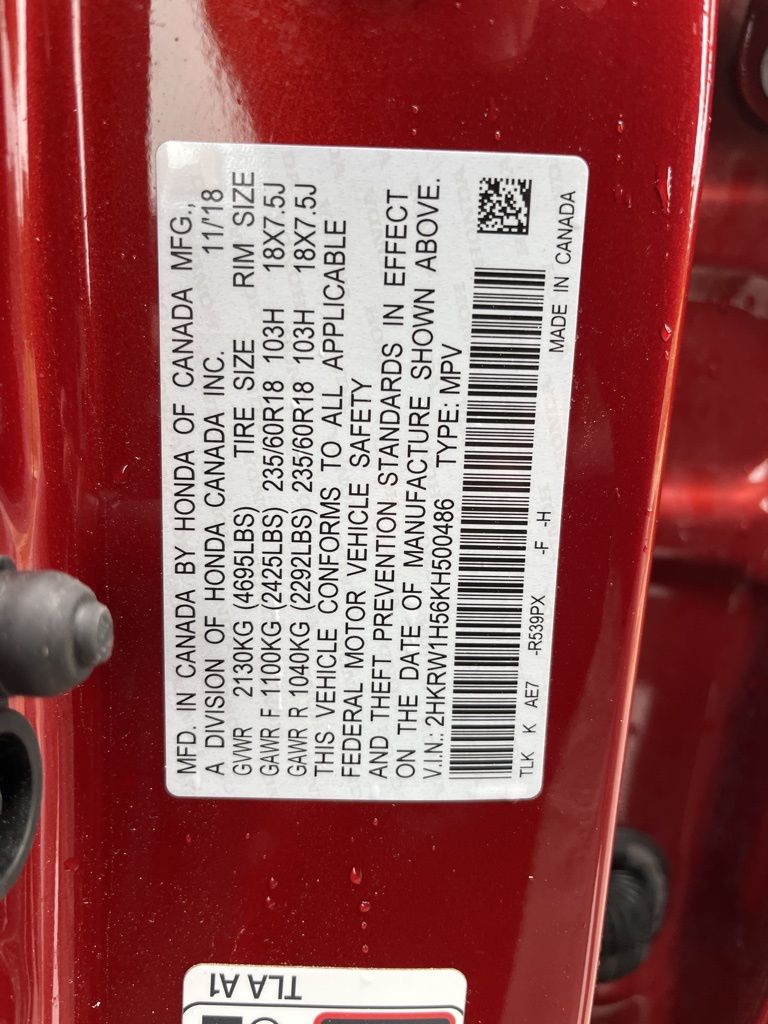 MFD. IN CANADA BY HONDA OF CANADA MFG.,
A DIVISION OF HONDA CANADA INC. 11/'18
GVWR 2130KG (4695LBS) TIRE SIZE RIM SIZE
GAWR F 1100KG (2425LBS) 235/60R18 103H 18X7.5J
GAWR R 1040KG (2292LBS) 235/60R18 103H 18X7.5J
THIS VEHICLE CONFORMS TO ALL APPLICABLE
FEDERAL MOTOR VEHICLE SAFETY
AND THEFT PREVENTION STANDARDS IN EFFECT
ON THE DATE OF MANUFACTURE SHOWN ABOVE.
V.I.N.: 2HKRW1H56KH500486 TYPE: MPV
TLK K AE7 -R539PX -F -H MADE IN CANADA
TLA A1